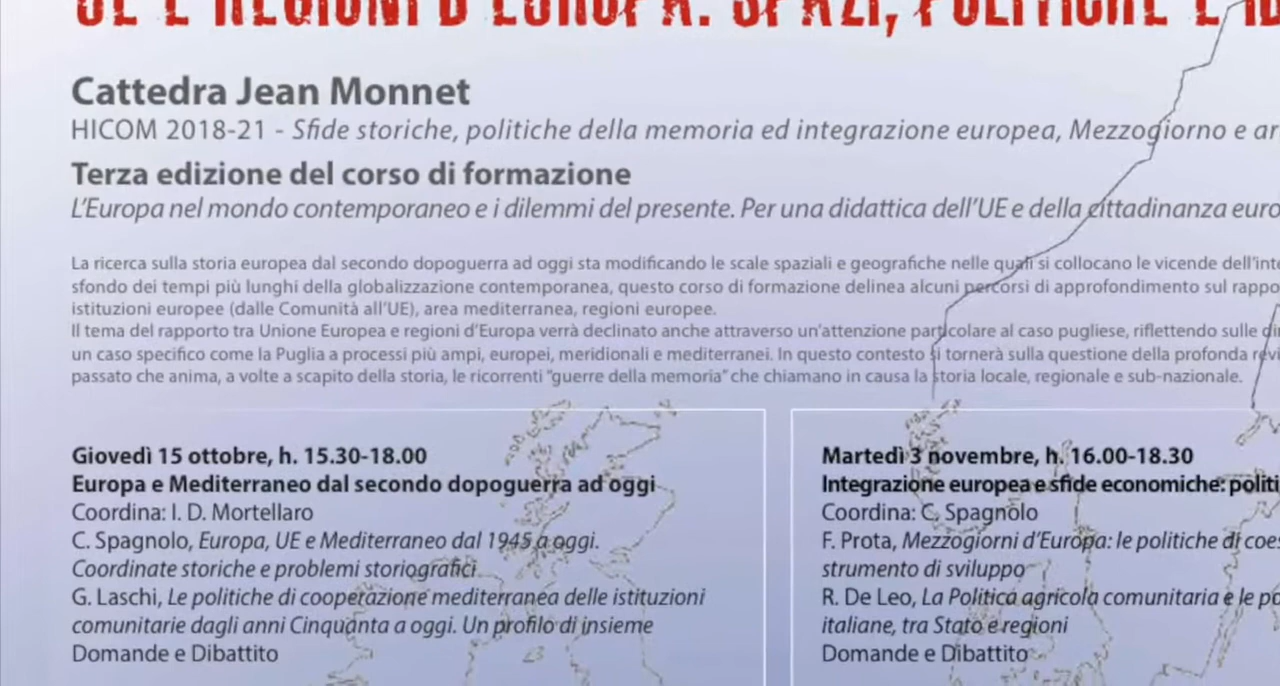 UE E REGIONI D'EUROPA: SPAZI, POLITICHE E
Cattedra Jean Monnet
HICOM 2018-21 - Sfide storiche, politiche della memoria ed integrazione europea, Mezzogiorno e
Terza edizione del corso di formazione
L'Europa nel mondo contemporaneo e i dilemmi del presente. Per una didattica dell'UE e della cittadinanza
La ricerca sulla storia europea dal secondo dopoguerra ad oggi sta modificando le scale spaziali e geografiche nelle quali si collocano le vicende
sfondo dei tempi più lunghi della globalizzazione contemporanea, questo corso di formazione delinea alcuni percorsi di approfondimento sul
istituzioni europee (dalle Comunità all'UE), area mediterranea, regioni europee.
Il tema del rapporto tra Unione Europea e regioni d'Europa verrà declinato anche attraverso un'attenzione particolare al caso pugliese, riflettendo sulle
un caso specifico come la Puglia a processi più ampi, europei, meridionali e mediterranei. In questo contesto si tornerà sulla questione della profonda
passato che anima, a volte a scapito della storia, le ricorrenti "guerre della memoria" che chiamano in causa la storia locale, regionale e sub-nazionale.
Giovedì 15 ottobre, h. 15.30-18.00
Europa e Mediterraneo dal secondo dopoguerra ad oggi
Coordina: I. D. Mortellaro
C. Spagnolo, Europa, UE e Mediterraneo dal 1945 a oggi.
Coordinate storiche e problemi storiografici
G. Laschi, Le politiche di cooperazione mediterranea delle istituzioni
comunitarie dagli anni Cinquanta a oggi. Un profilo di insieme
Domande e Dibattito
Martedì 3 novembre, h. 16.00-18.30
Integrazione europea e sfide economiche:
Coordina: C. Spagnolo
F. Prota, Mezzogiorni d'Europa: le politiche di
strumento di sviluppo
R. De Leo, La Politica agricola comunitaria e le
italiane, tra Stato e regioni
Domande e Dibattito